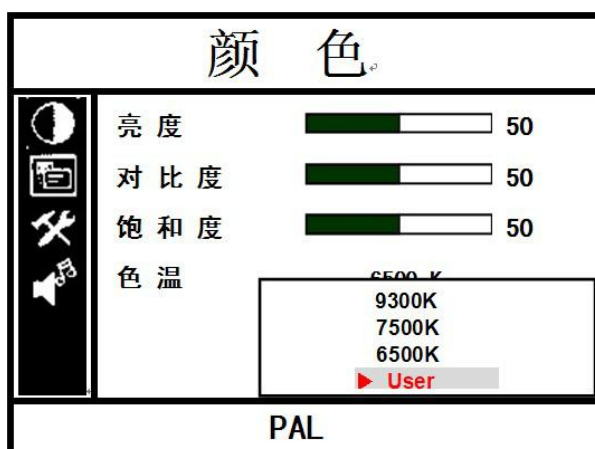 颜 色
亮 度 50
对 比 度 50
饱 和 度 50
色 温 6500 K
9300K
7500K
6500K
▶ User
PAL